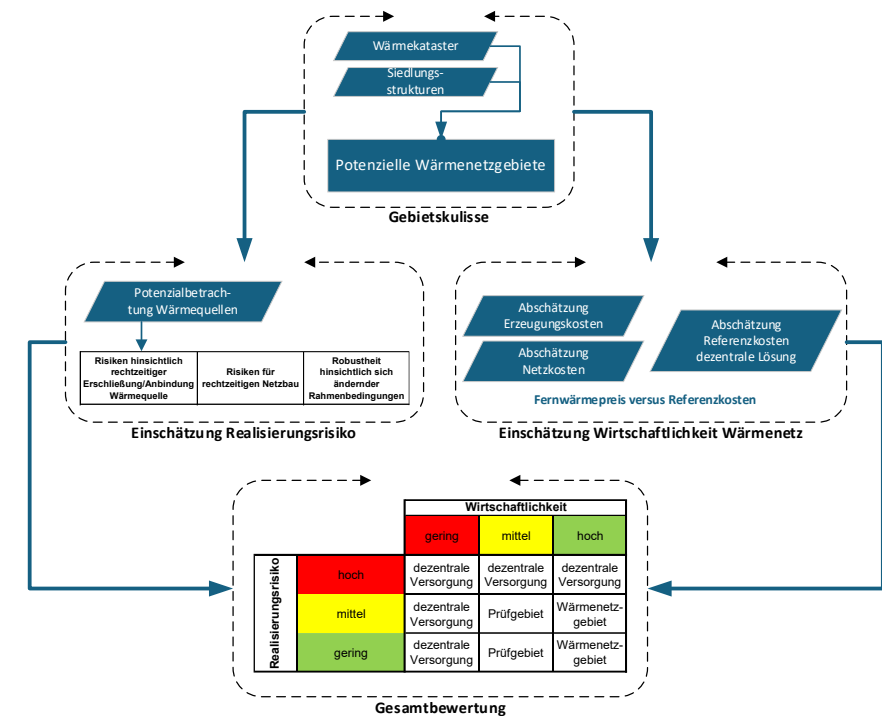 Wärmekataster
Siedlungs-
strukturen
Potenzielle Wärmenetzgebiete
Gebietskulisse
Potenzialbetrach-
tung Wärmequellen
Risiken hinsichtlich
rechtzeitiger
Erschließung/Anbindung
Wärmequelle
Risiken für
rechtzeitigen Netzbau
Robustheit
hinsichtlich sich
ändernder
Rahmenbedingungen
Einschätzung Realisierungsrisiko
Abschätzung
Erzeugungskosten
Abschätzung
Netzkosten
Abschätzung
Referenzkosten
dezentrale Lösung
Fernwärmepreis versus Referenzkosten
Einschätzung Wirtschaftlichkeit Wärmenetz
Wirtschaftlichkeit
gering
mittel
hoch
Realisierungsrisiko
hoch
dezentrale
Versorgung
dezentrale
Versorgung
dezentrale
Versorgung
mittel
dezentrale
Versorgung
Prüfgebiet
Wärmenetz-
gebiet
gering
dezentrale
Versorgung
Prüfgebiet
Wärmenetz-
gebiet
Gesamtbewertung